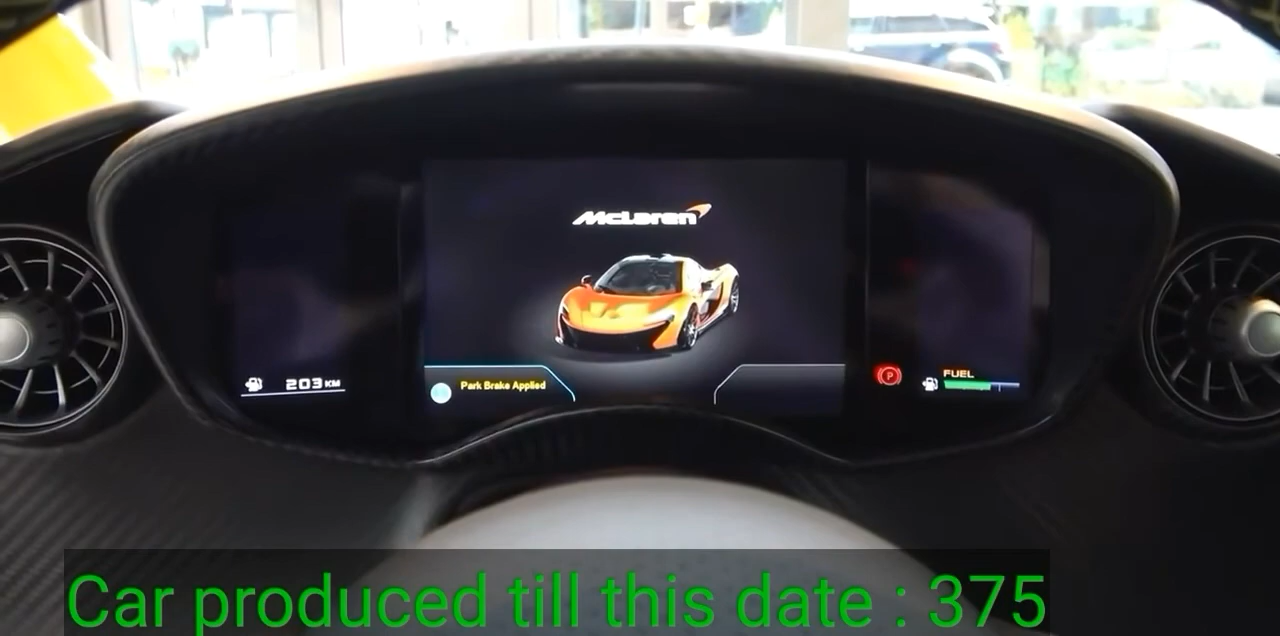 McLaren
203 KM
Park Brake Applied
P
FUEL
Car produced till this date : 375